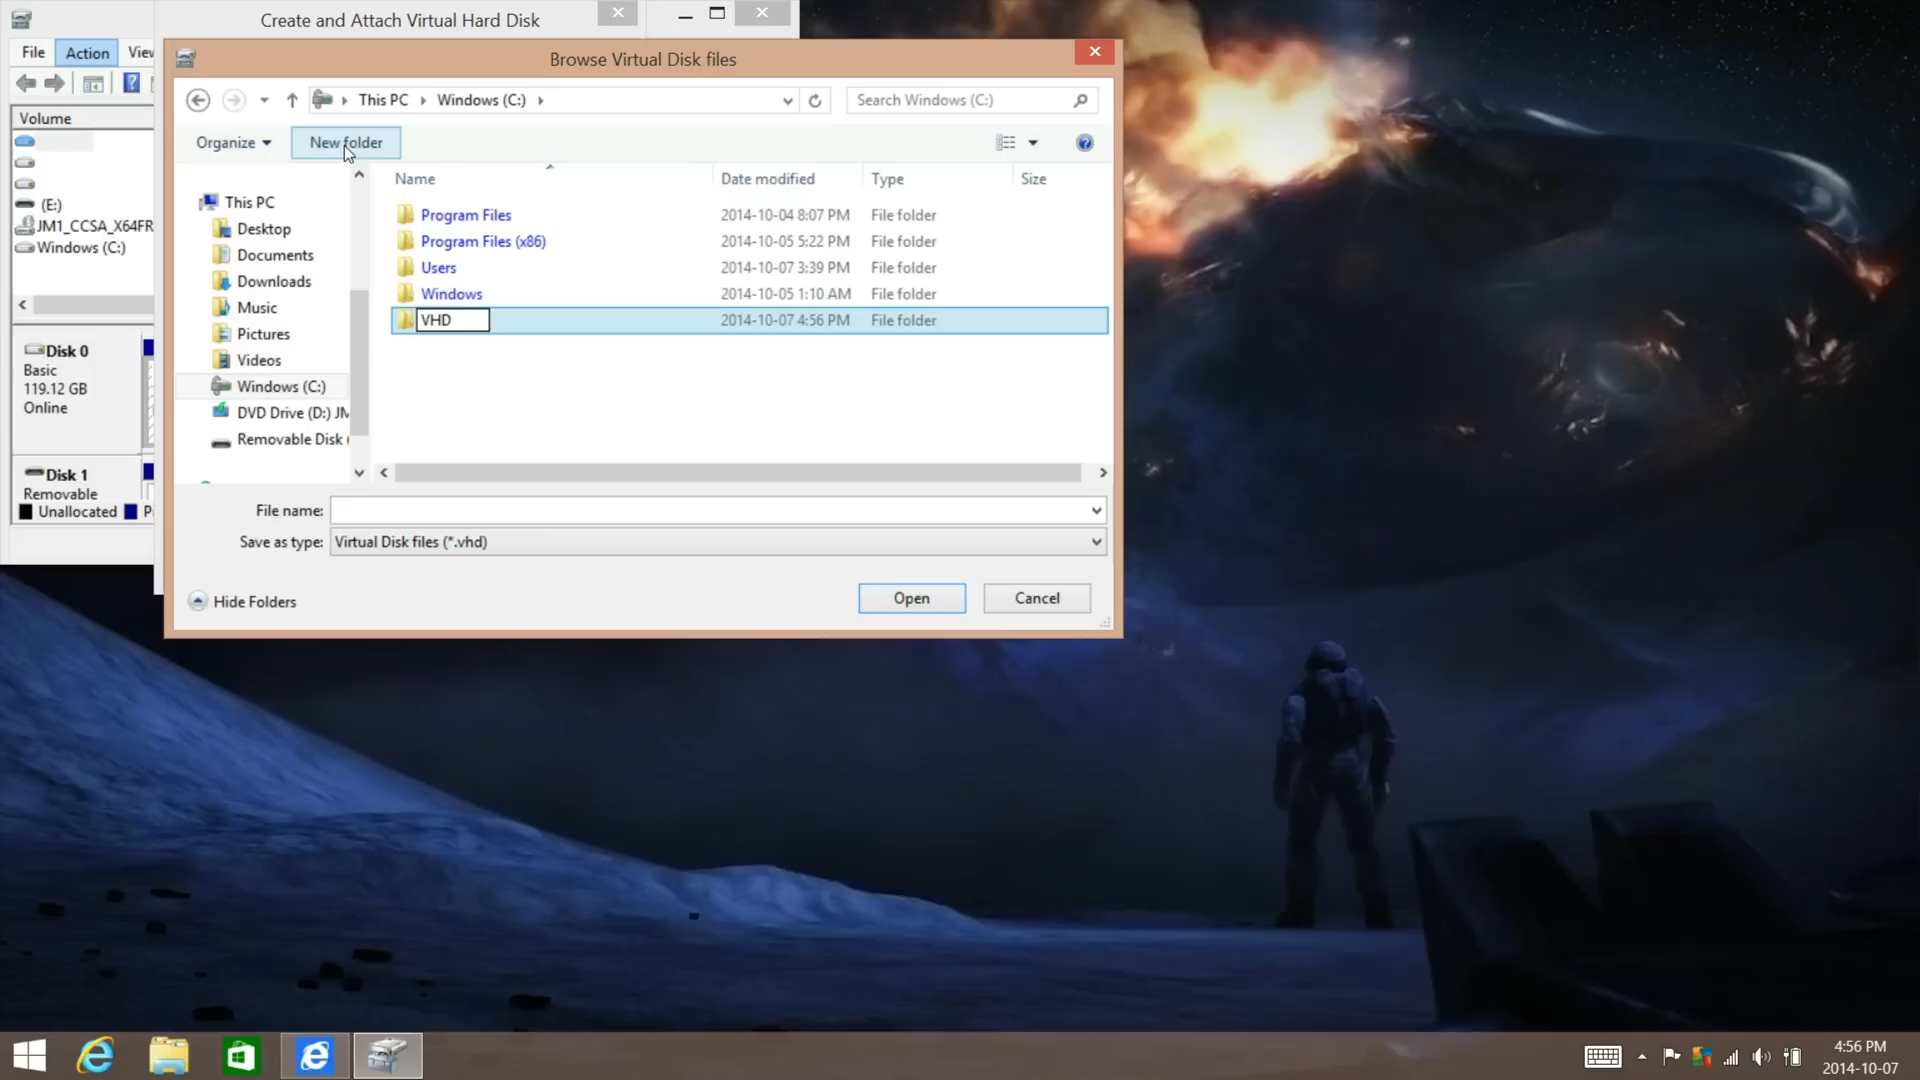 Create and Attach Virtual Hard Disk
File Action View
Browse Virtual Disk files
This PC Windows (C:)
Search Windows (C:)
Organize New folder
Volume
(E:)
JM1_CCSA_X64FR
Windows (C:)
Disk 0
Basic
119.12 GB
Online
Disk 1
Removable
Unallocated
This PC
Desktop
Documents
Downloads
Music
Pictures
Videos
Windows (C:)
DVD Drive (D:) JM
Removable Disk
Name Date modified Type Size
Program Files 2014-10-04 8:07 PM File folder
Program Files (x86) 2014-10-05 5:22 PM File folder
Users 2014-10-07 3:39 PM File folder
Windows 2014-10-05 1:10 AM File folder
VHD 2014-10-07 4:56 PM File folder
File name:
Save as type: Virtual Disk files (*.vhd)
Hide Folders
Open Cancel
4:56 PM
2014-10-07